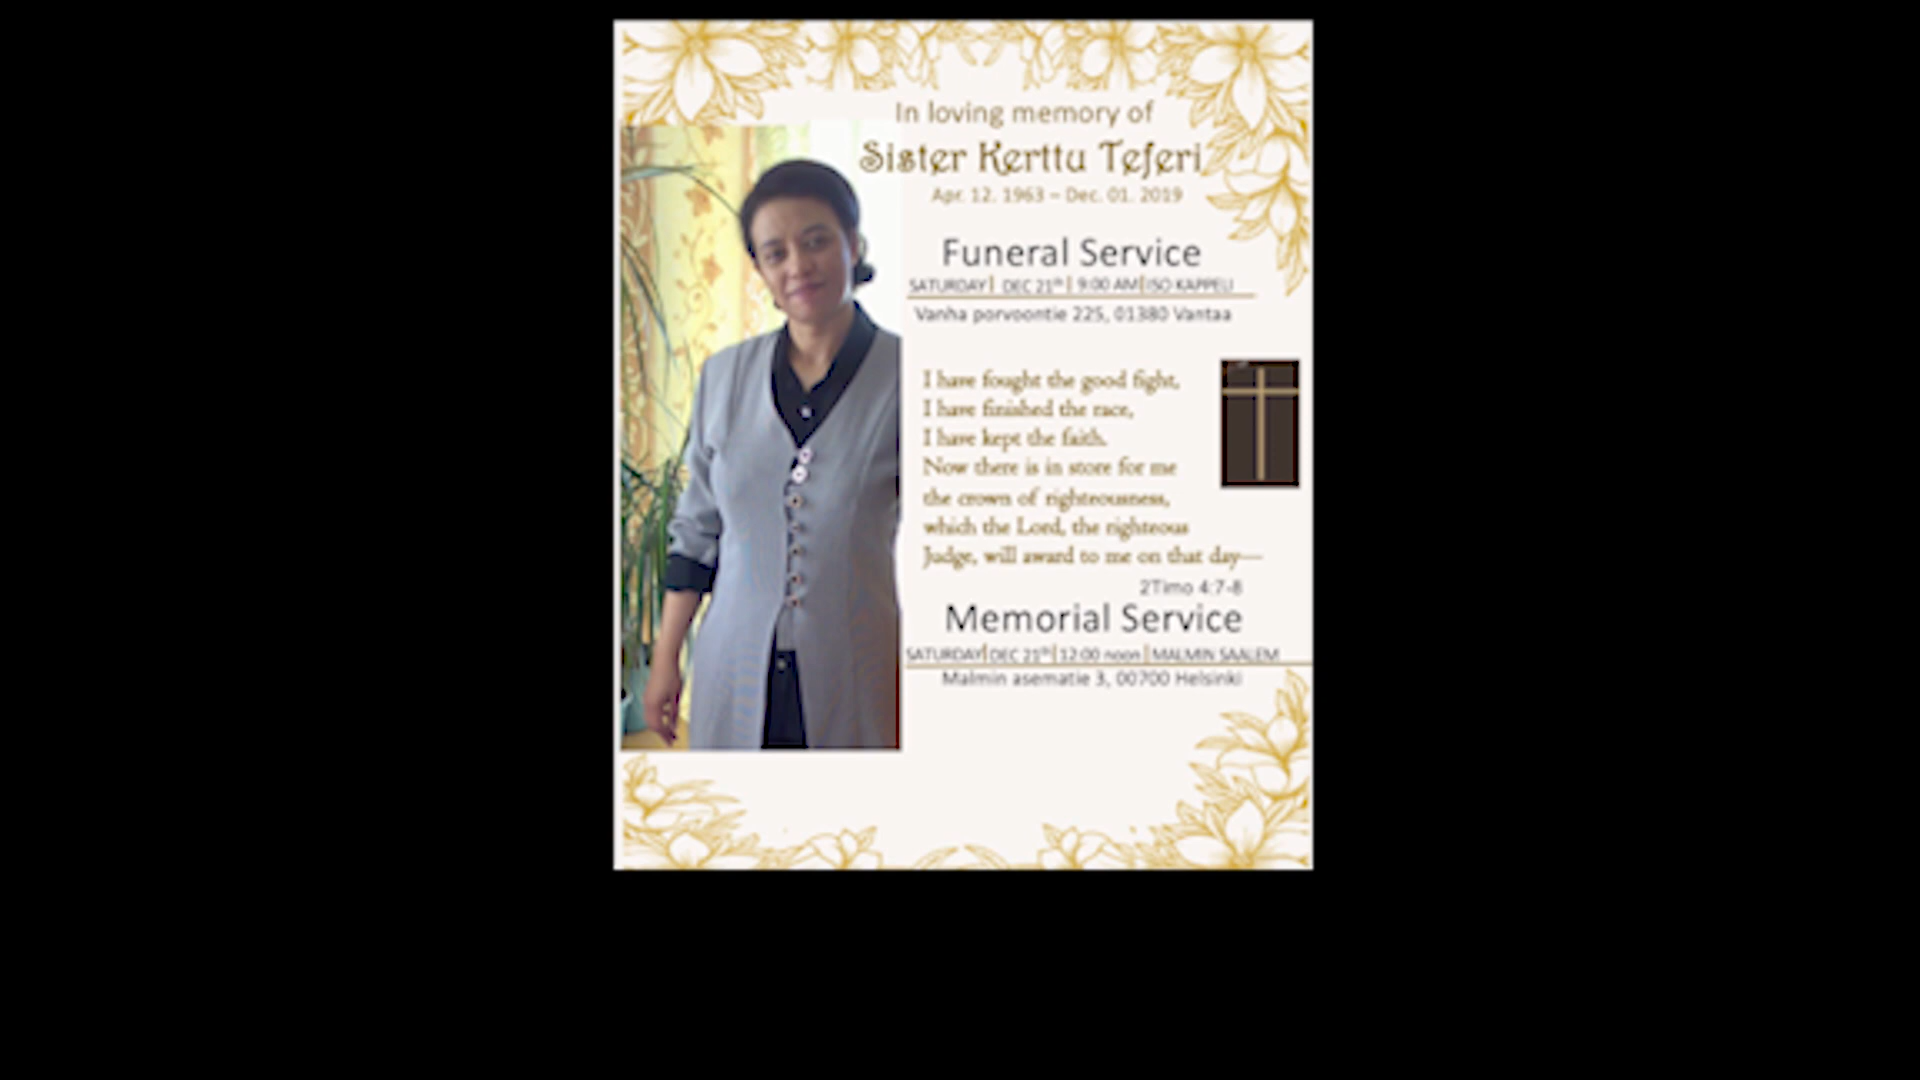 In loving memory of
Sister Kerttu Teferi
Apr. 12. 1963 – Dec. 01. 2019
Funeral Service
SATURDAY| DEC 21th| 9:00 AM|ISO KAPPELI
Vanha porvoontie 225, 01380 Vantaa
I have fought the good fight,
I have finished the race,
I have kept the faith.
Now there is in store for me
the crown of righteousness,
which the Lord, the righteous
Judge, will award to me on that day—
2Timo 4:7-8
Memorial Service
SATURDAY|DEC 21th|12:00 noon|MALMIN SAALEM
Malmin asematie 3, 00700 Helsinki